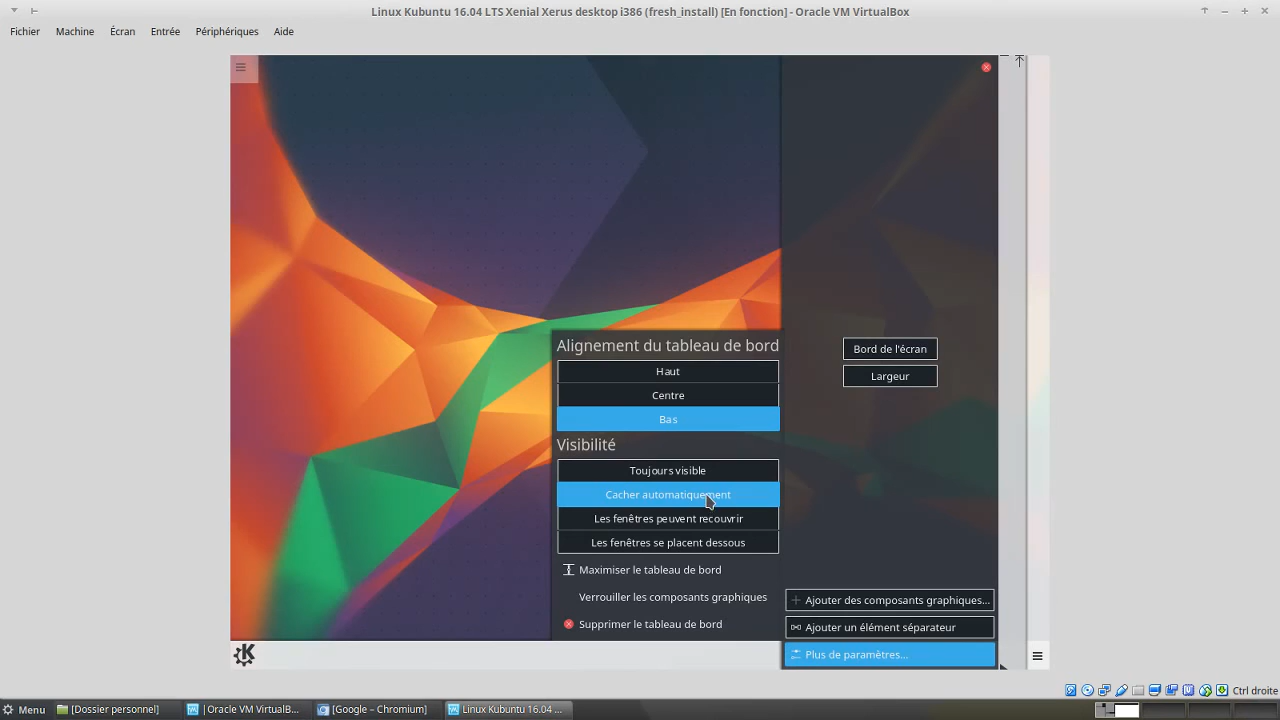 Linux Kubuntu 16.04 LTS Xenial Xerus desktop i386 (fresh_install) [En fonction] - Oracle VM VirtualBox
Fichier Machine Écran Entrée Périphériques Aide
Alignement du tableau de bord
Haut
Centre
Bas
Visibilité
Toujours visible
Cacher automatiquement
Les fenêtres peuvent recouvrir
Les fenêtres se placent dessous
Maximiser le tableau de bord
Verrouiller les composants graphiques
Supprimer le tableau de bord
Bord de l'écran
Largeur
Ajouter des composants graphiques...
Ajouter un élément séparateur
Plus de paramètres...
Ctrl droite
Menu [Dossier personnel] [Oracle VM VirtualB... [Google – Chromium] Linux Kubuntu 16.04 ...